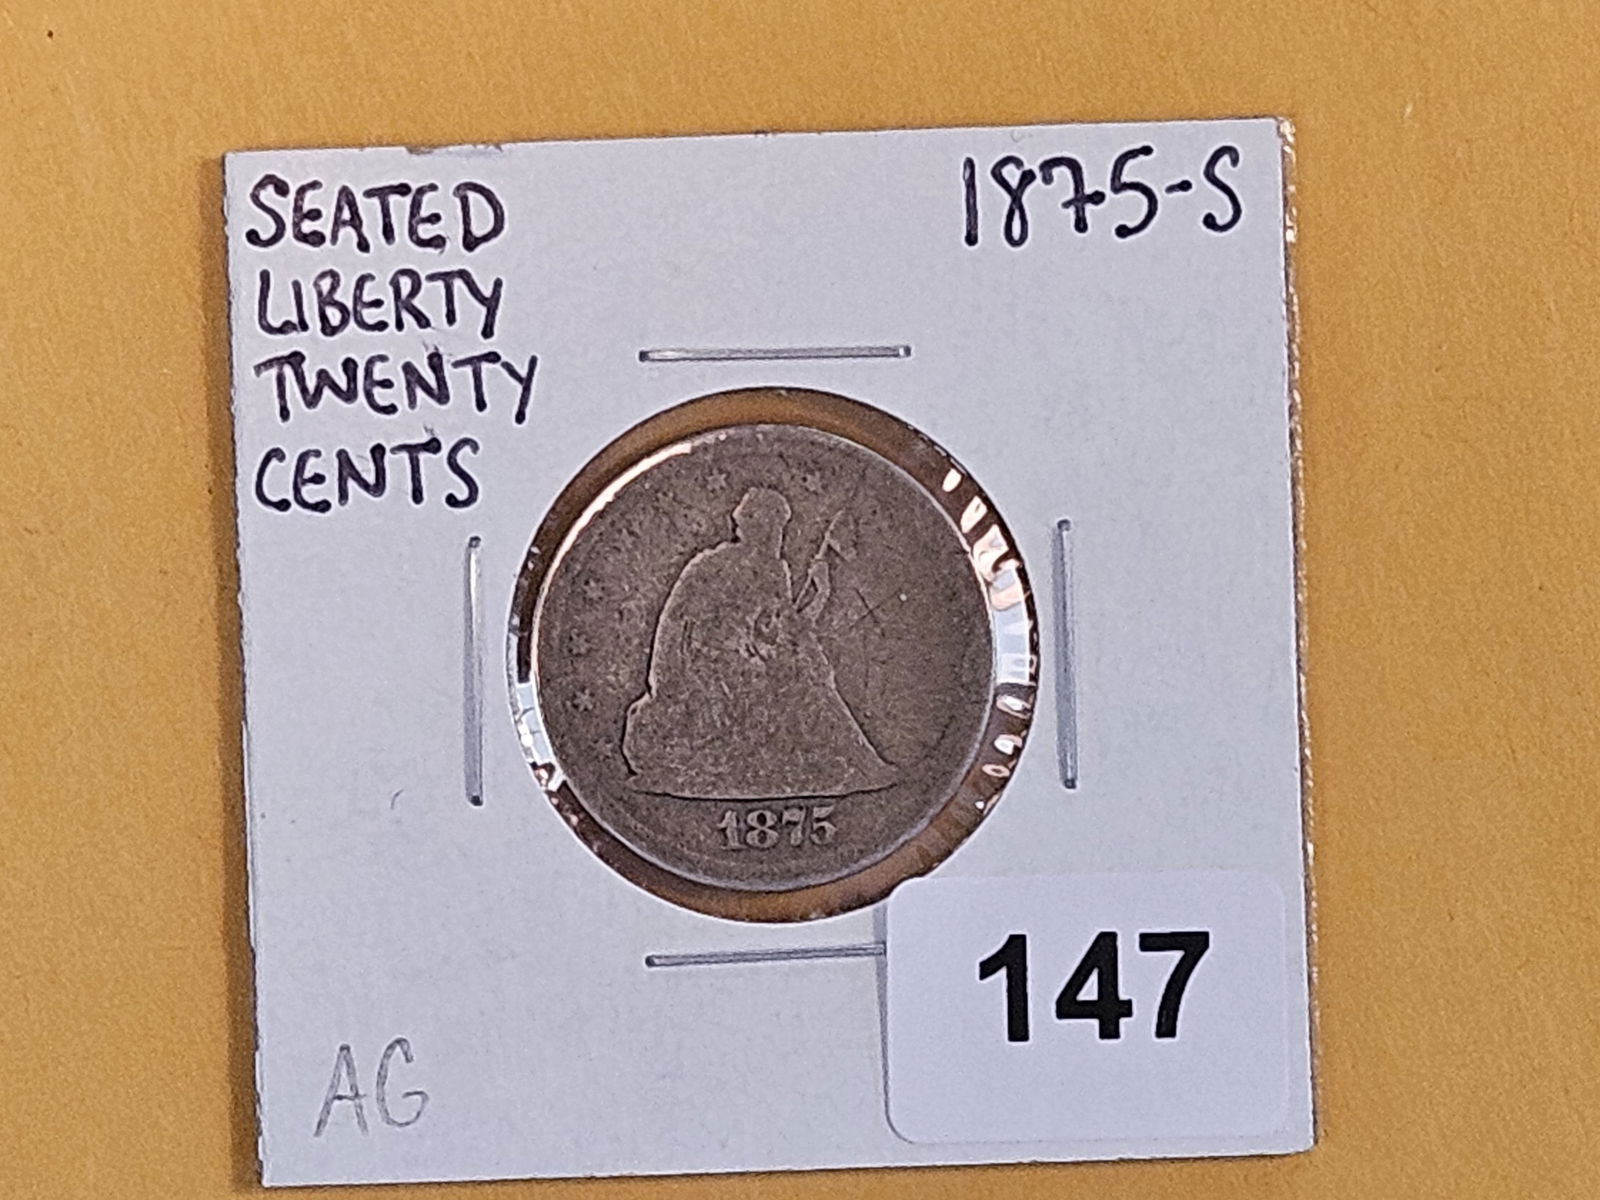 SEATED
LIBERTY
TWENTY
CENTS
1875-S
1875
147
AG